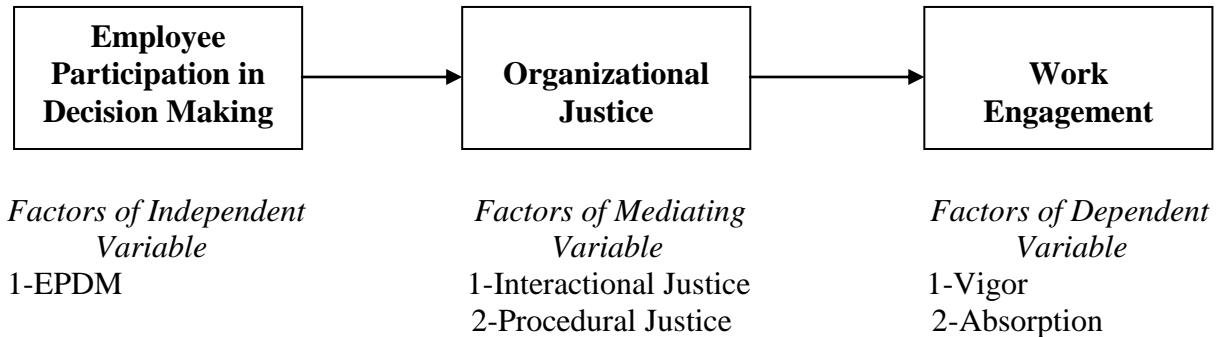 Employee
Participation in
Decision Making
Organizational
Justice
Work
Engagement
Factors of Independent
Variable
1-EPDM
Factors of Mediating
Variable
1-Interactional Justice
2-Procedural Justice
Factors of Dependent
Variable
1-Vigor
2-Absorption